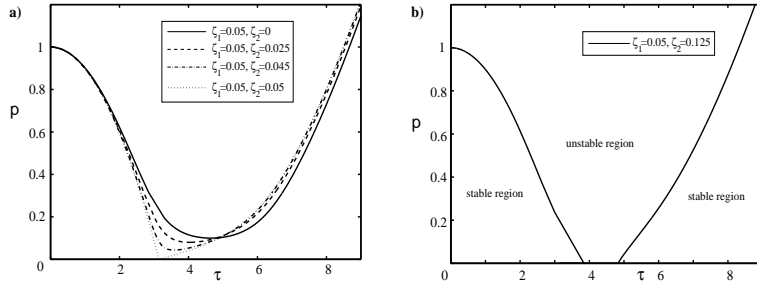 a)
ζ₁=0.05, ζ₂=0
ζ₁=0.05, ζ₂=0.025
ζ₁=0.05, ζ₂=0.045
ζ₁=0.05, ζ₂=0.05
p
1
0.8
0.6
0.4
0.2
0
2
4
6
8
τ
b)
ζ₁=0.05, ζ₂=0.125
p
1
0.8
0.6
0.4
0.2
unstable region
stable region
stable region
0
2
4
6
8
τ